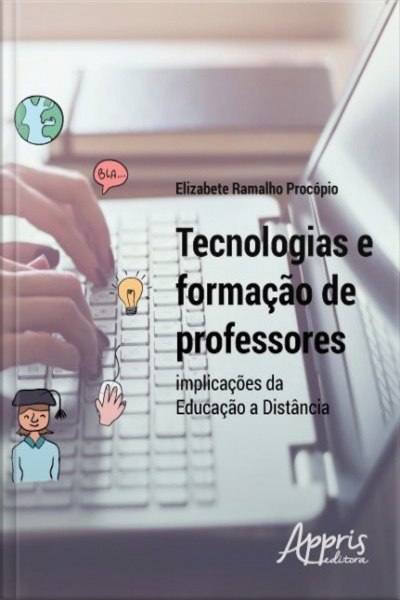 BLA...
Elizabete Ramalho Procópio
Tecnologias e
formação de
professores
implicações da
Educação a Distância
Appris
editora